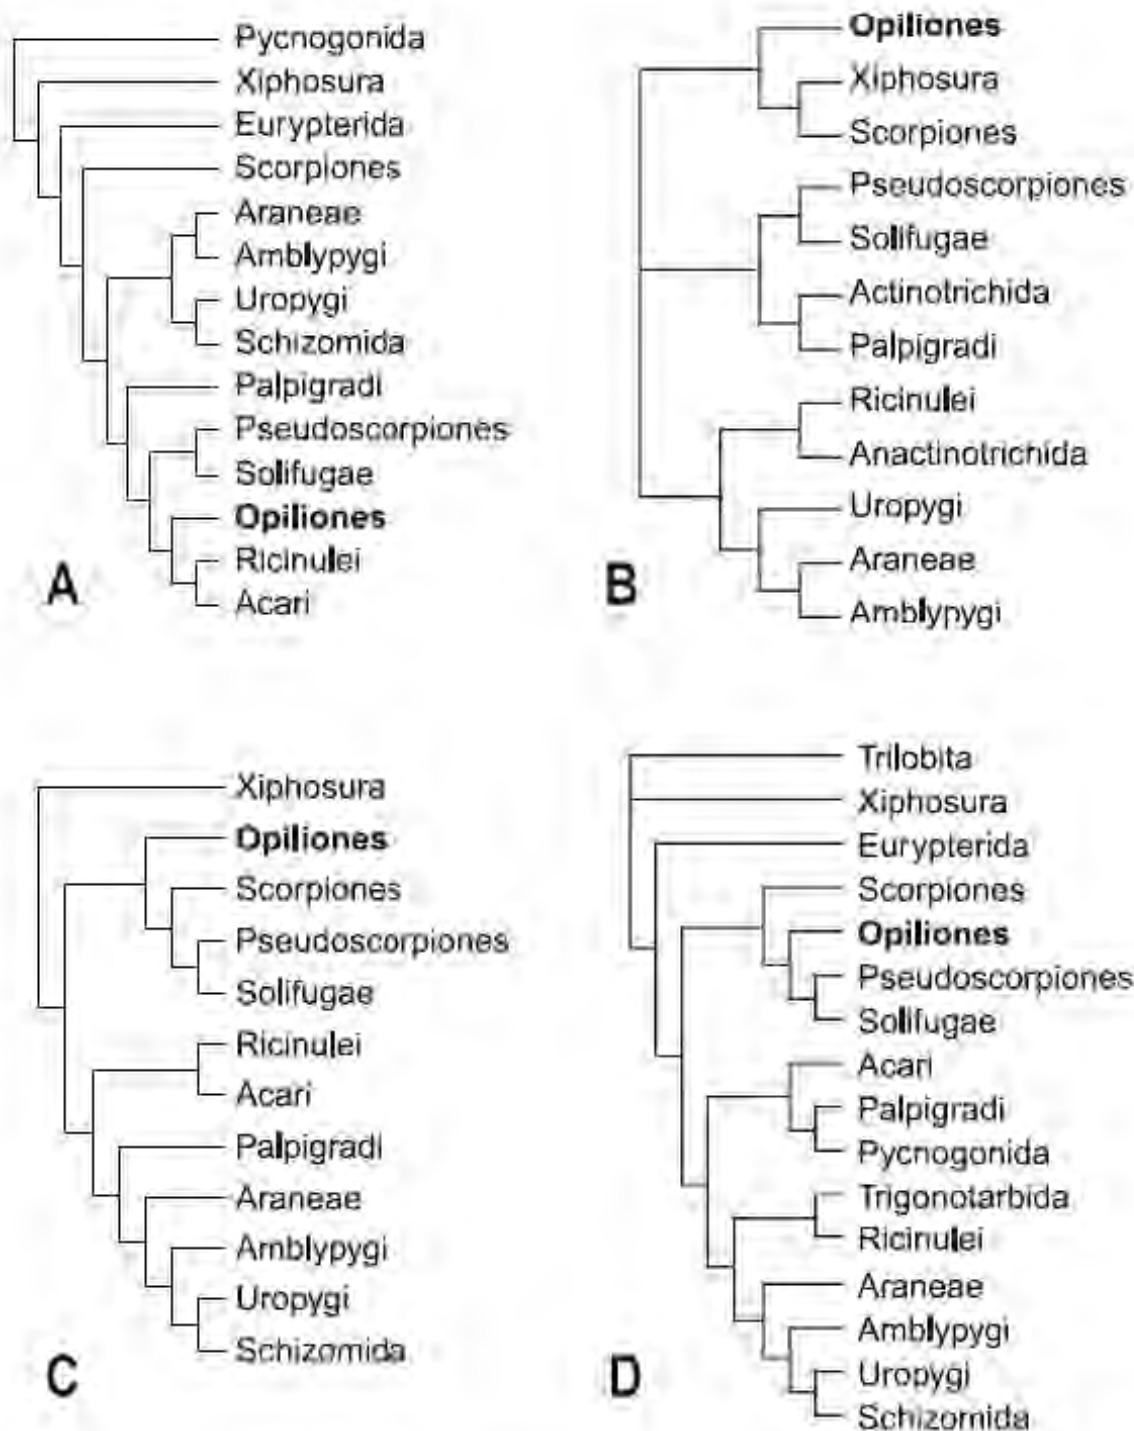 Pycnogonida
Xiphosura
Eurypterida
Scorpiones
Araneae
Amblypygi
Uropygi
Schizomida
Palpigradi
Pseudoscorpiones
Solifugae
Opiliones
Ricinulei
Acari
A
Opiliones
Xiphosura
Scorpiones
Pseudoscorpiones
Solifugae
Actinotrichida
Palpigradi
Ricinulei
Anactinotrichida
Uropygi
Araneae
Amblypygi
B
Xiphosura
Opiliones
Scorpiones
Pseudoscorpiones
Solifugae
Ricinulei
Acari
Palpigradi
Araneae
Amblypygi
Uropygi
Schizomida
C
Trilobita
Xiphosura
Eurypterida
Scorpiones
Opiliones
Pseudoscorpiones
Solifugae
Acari
Palpigradi
Pycnogonida
Trigonotarbida
Ricinulei
Araneae
Amblypygi
Uropygi
Schizomida
D